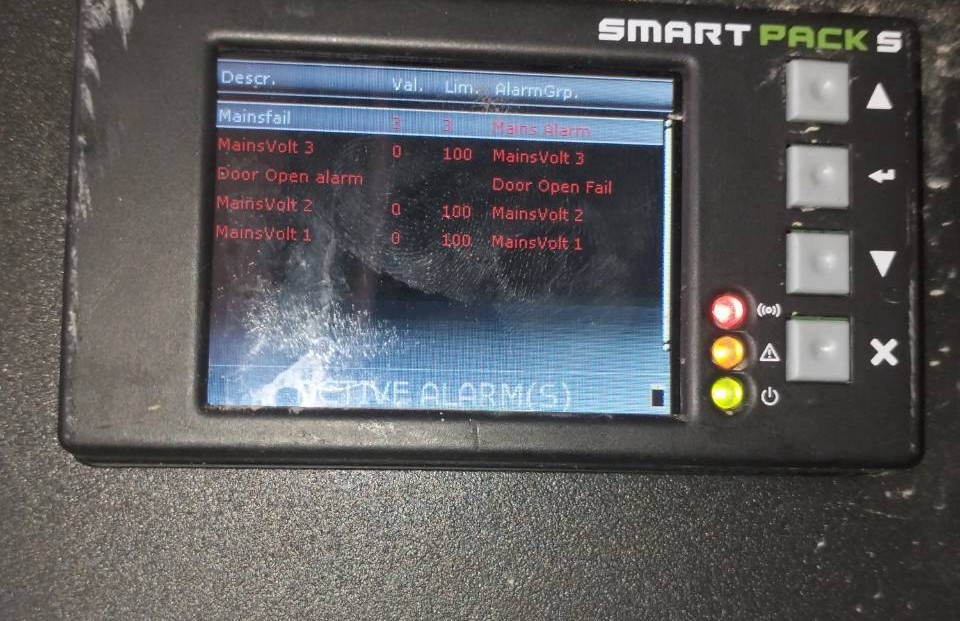 SMART PACK S
Descr. Val. Lim. AlarmGrp.
Mainsfail 3 3 Mains Alarm
MainsVolt 3 0 100 MainsVolt 3
Door Open alarm Door Open Fail
MainsVolt 2 0 100 MainsVolt 2
MainsVolt 1 0 100 MainsVolt 1
ACTIVE ALARM(S)